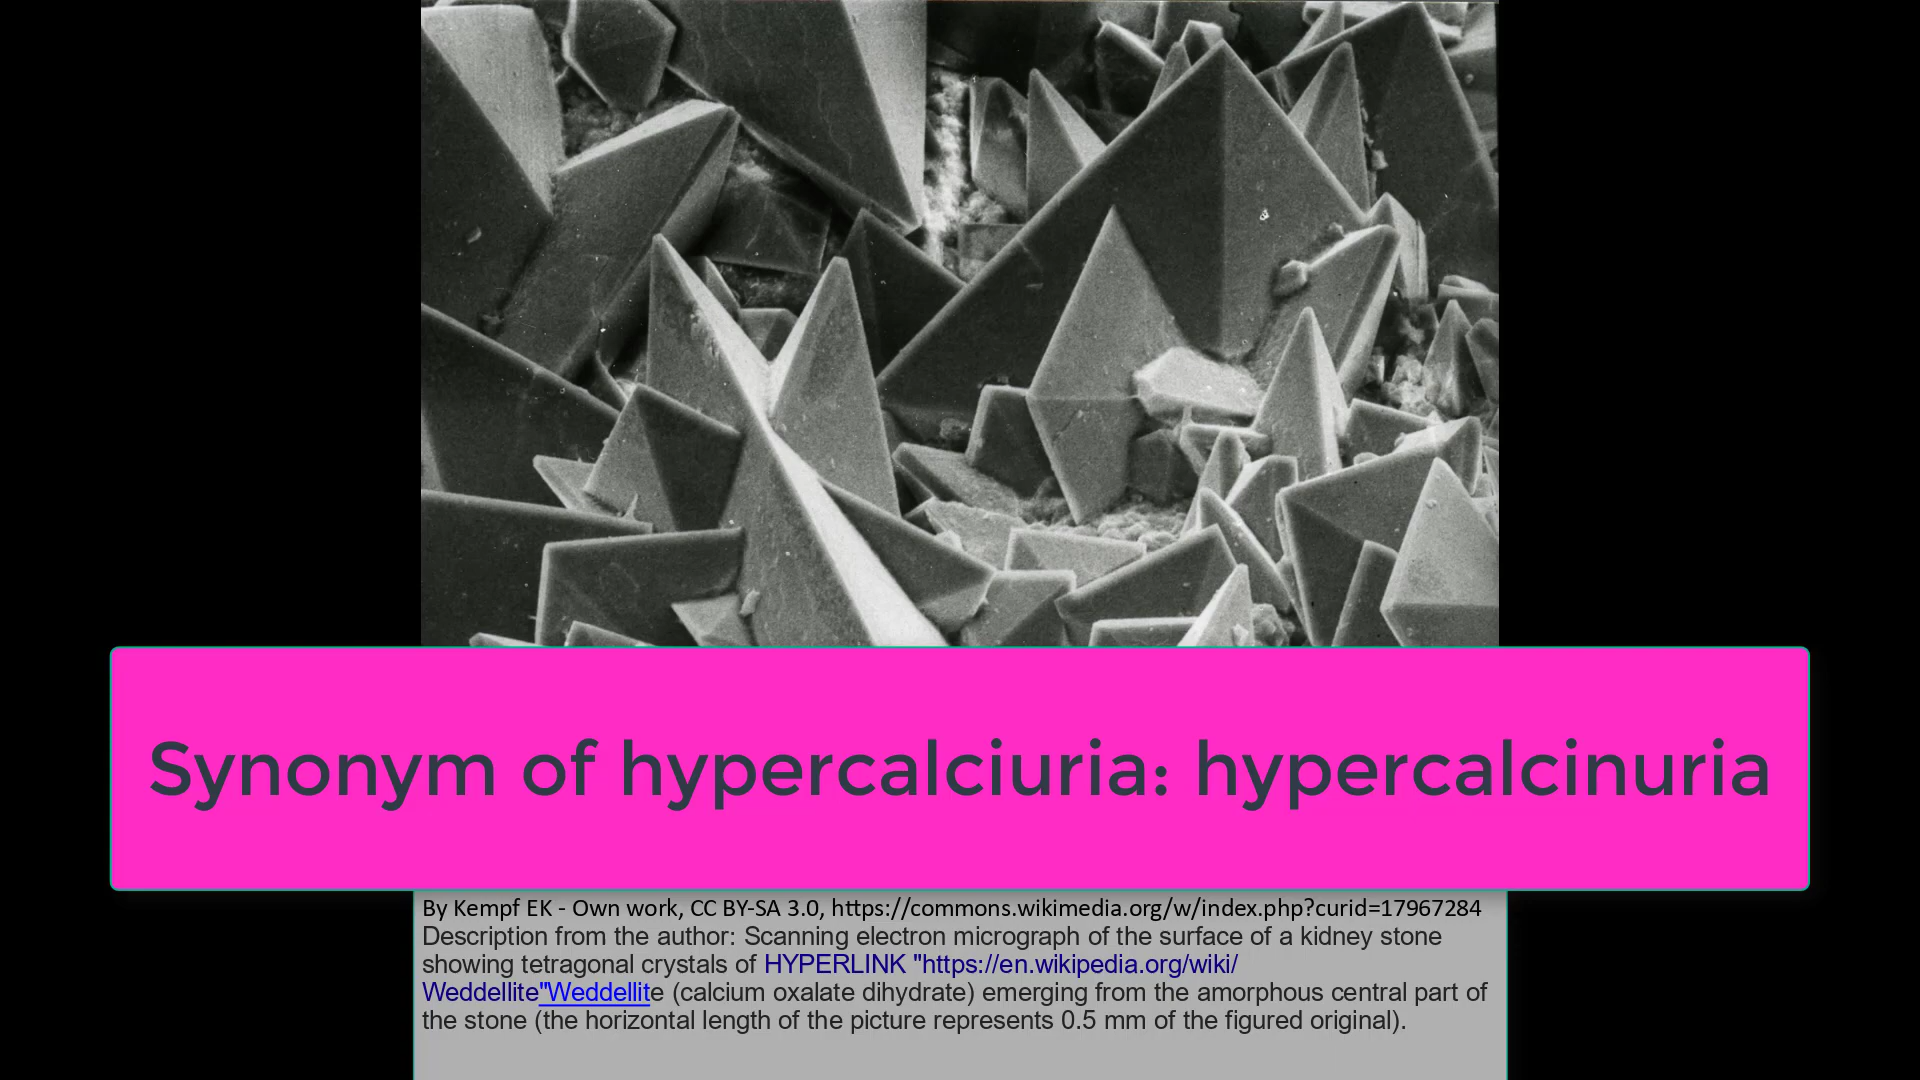 Synonym of hypercalciuria: hypercalcinuria
By Kempf EK - Own work, CC BY-SA 3.0, https://commons.wikimedia.org/w/index.php?curid=17967284
Description from the author: Scanning electron micrograph of the surface of a kidney stone
showing tetragonal crystals of HYPERLINK "https://en.wikipedia.org/wiki/
Weddellite"Weddellite (calcium oxalate dihydrate) emerging from the amorphous central part of
the stone (the horizontal length of the picture represents 0.5 mm of the figured original).